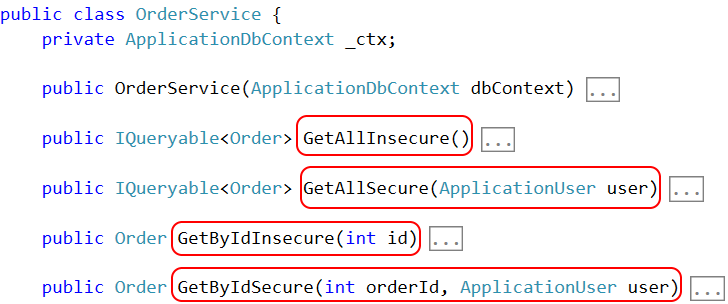 public class OrderService {
private ApplicationDbContext _ctx;
public OrderService(ApplicationDbContext dbContext) ...
public IQueryable<Order> GetAllInsecure() ...
public IQueryable<Order> GetAllSecure(ApplicationUser user) ...
public Order GetByIdInsecure(int id) ...
public Order GetByIdSecure(int orderId, ApplicationUser user) ...